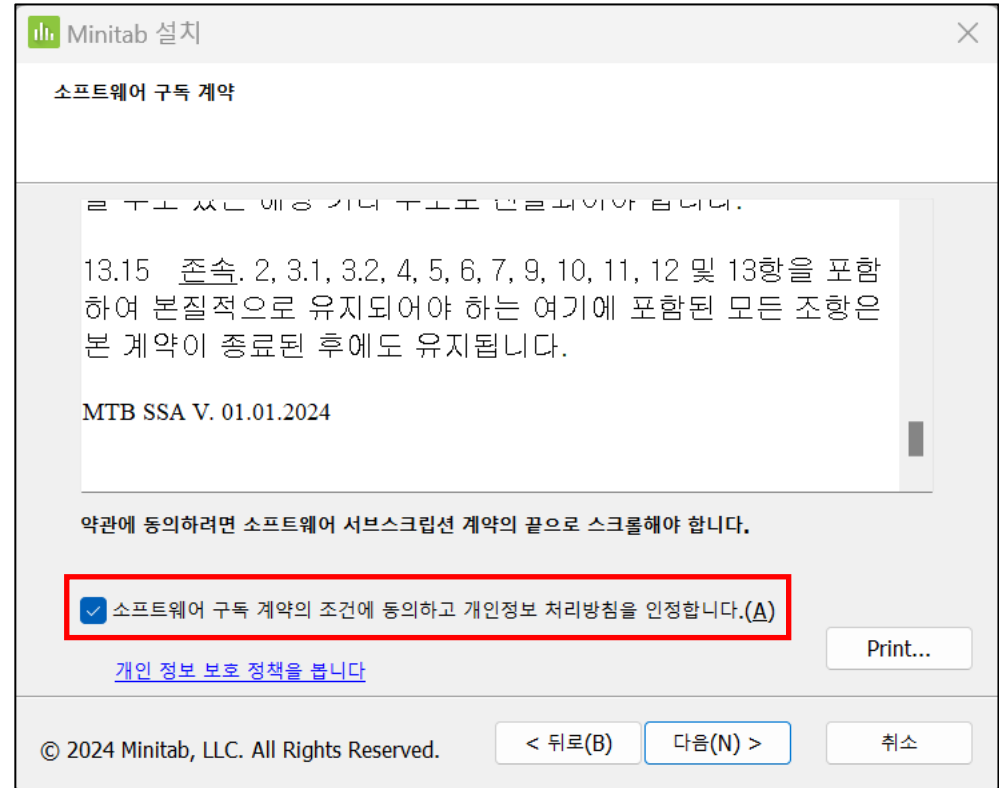 Minitab 설치
소프트웨어 구독 계약
13.15 존속. 2, 3.1, 3.2, 4, 5, 6, 7, 9, 10, 11, 12 및 13항을 포함
하여 본질적으로 유지되어야 하는 여기에 포함된 모든 조항은
본 계약이 종료된 후에도 유지됩니다.
MTB SSA V. 01.01.2024
약관에 동의하려면 소프트웨어 서브스크립션 계약의 끝으로 스크롤해야 합니다.
소프트웨어 구독 계약의 조건에 동의하고 개인정보 처리방침을 인정합니다.(A)
Print...
개인 정보 보호 정책을 봅니다
© 2024 Minitab, LLC. All Rights Reserved.
< 뒤로(B)
다음(N) >
취소